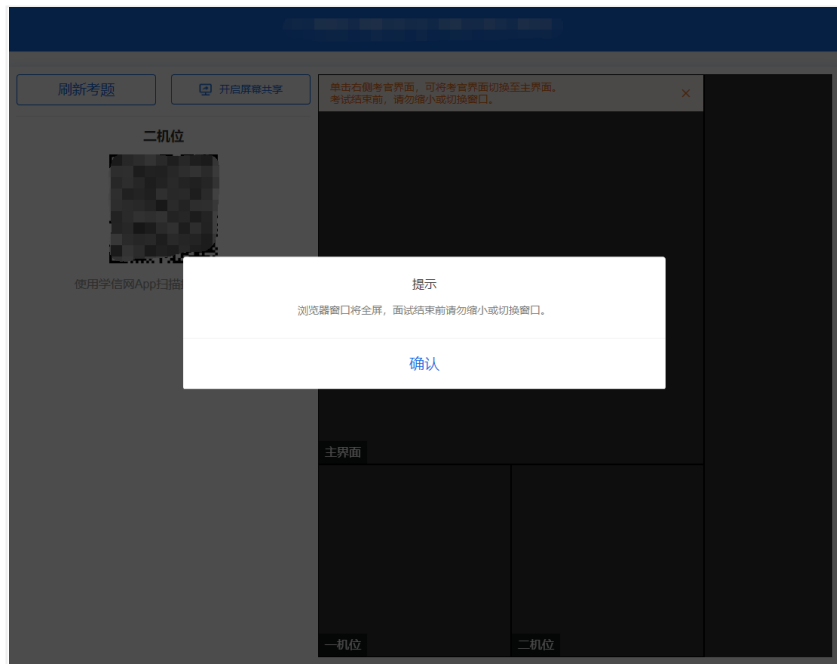 刷新考题
开启屏幕共享
单击右侧考官界面，可将考官界面切换至主界面。
考试结束前，请勿缩小或切换窗口。
二机位
使用学信网App扫描
提示
浏览器窗口将全屏，面试结束前请勿缩小或切换窗口。
确认
主界面
一机位
二机位